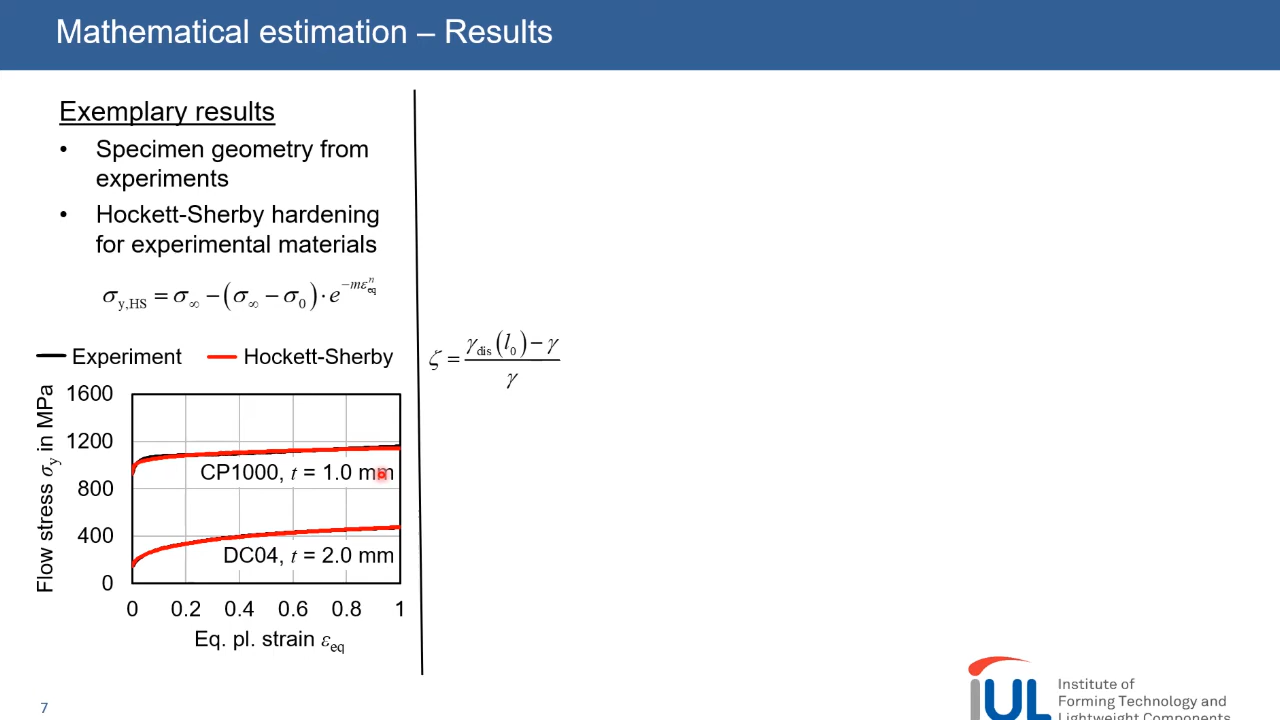 Mathematical estimation – Results
Exemplary results
• Specimen geometry from
experiments
• Hockett-Sherby hardening
for experimental materials
σ_y,HS = σ_∞ − (σ_∞ − σ_0) · e^(−mε_eq^n)
Experiment Hockett-Sherby
Flow stress σ_y in MPa
1600
1200
800
400
0
CP1000, t = 1.0 mm
DC04, t = 2.0 mm
0 0.2 0.4 0.6 0.8 1
Eq. pl. strain ε_eq
ζ = (γ_dis(l_0) − γ) / γ
7
IUL
Institute of
Forming Technology and
Lightweight Components